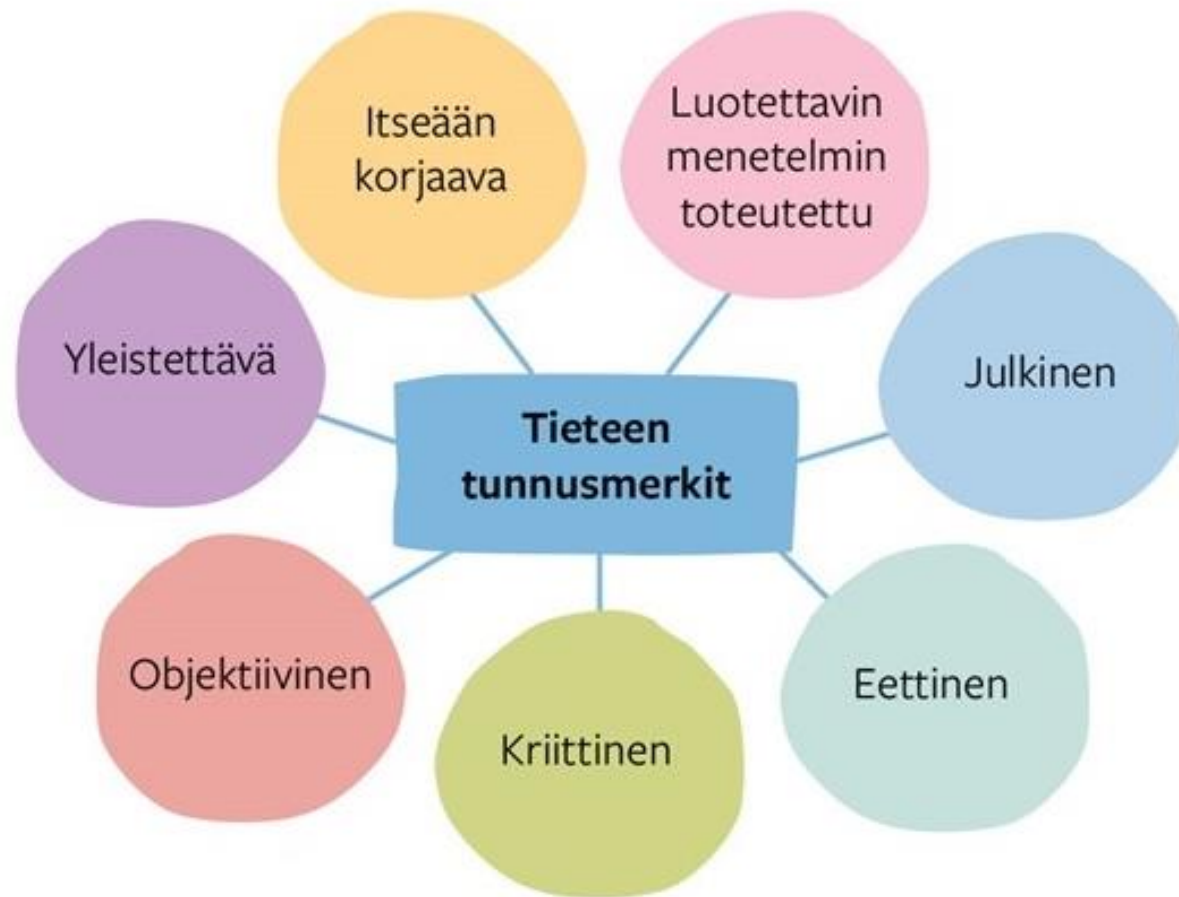 Itseään
korjaava
Luotettavin
menetelmin
toteutettu
Yleistettävä
Julkinen
Tieteen
tunnusmerkit
Objektiivinen
Kriittinen
Eettinen